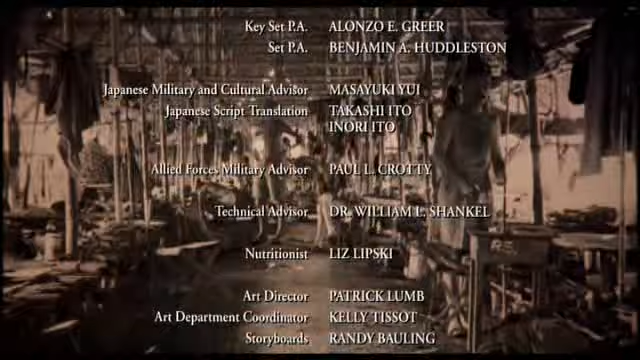 Key Set P.A. ALONZO E. GREER
Set P.A. BENJAMIN A. HUDDLESTON
Japanese Military and Cultural Advisor MASAYUKI YUI
Japanese Script Translation TAKASHI ITO
INORI ITO
Allied Forces Military Advisor PAUL L. CROTTY
Technical Advisor DR. WILLIAM L. SHANKEL
Nutritionist LIZ LIPSKI
Art Director PATRICK LUMB
Art Department Coordinator KELLY TISSOT
Storyboards RANDY BAULING